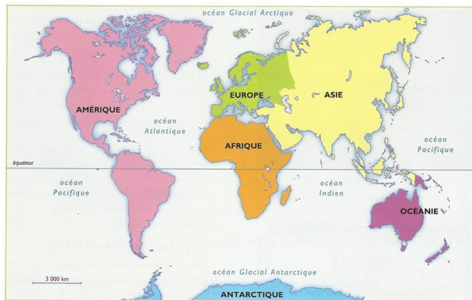 océan Glacial Arctique
EUROPE
ASIE
AMÉRIQUE
océan
Atlantique
AFRIQUE
océan
Pacifique
équateur
océan
Pacifique
océan
Indien
OCÉANIE
3 000 km
océan Glacial Antarctique
ANTARCTIQUE